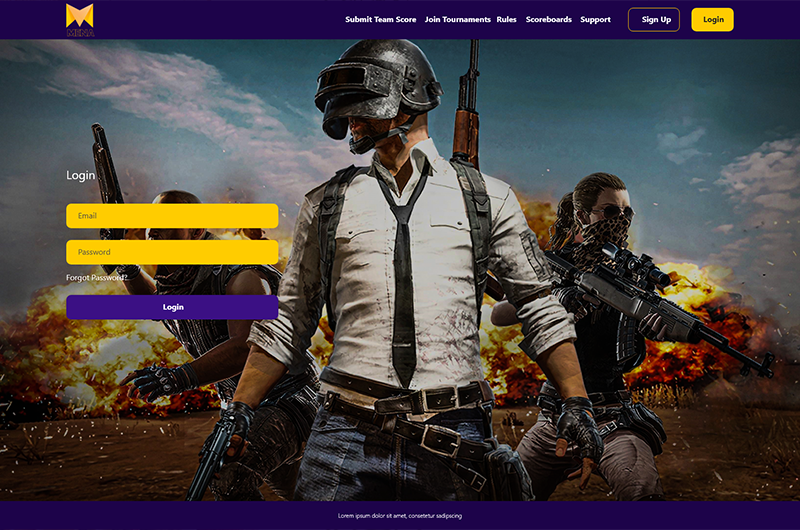 MENA
Submit Team Score Join Tournaments Rules Scoreboards Support Sign Up Login
Login
Email
Password
Forgot Password?
Login
Lorem ipsum dolor sit amet, consetetur sadipscing